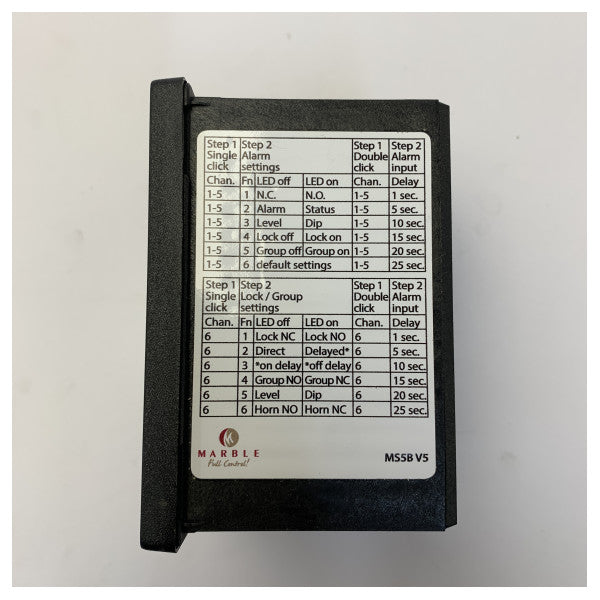 Step 1 Step 2 Step 1 Step 2
Single Alarm Double Alarm
click settings click input
Chan. Fn LED off LED on Chan. Delay
1-5 1 N.C. N.O. 1-5 1 sec.
1-5 2 Alarm Status 1-5 5 sec.
1-5 3 Level Dip 1-5 10 sec.
1-5 4 Lock off Lock on 1-5 15 sec.
1-5 5 Group off Group on 1-5 20 sec.
1-5 6 default settings 1-5 25 sec.
Step 1 Step 2 Step 1 Step 2
Single Lock / Group Double Alarm
click settings click input
Chan. Fn LED off LED on Chan. Delay
6 1 Lock NC Lock NO 6 1 sec.
6 2 Direct Delayed* 6 5 sec.
6 3 *on delay *off delay 6 10 sec.
6 4 Group NO Group NC 6 15 sec.
6 5 Level Dip 6 20 sec.
6 6 Horn NO Horn NC 6 25 sec.
MARBLE MS5B V5
Full Control!